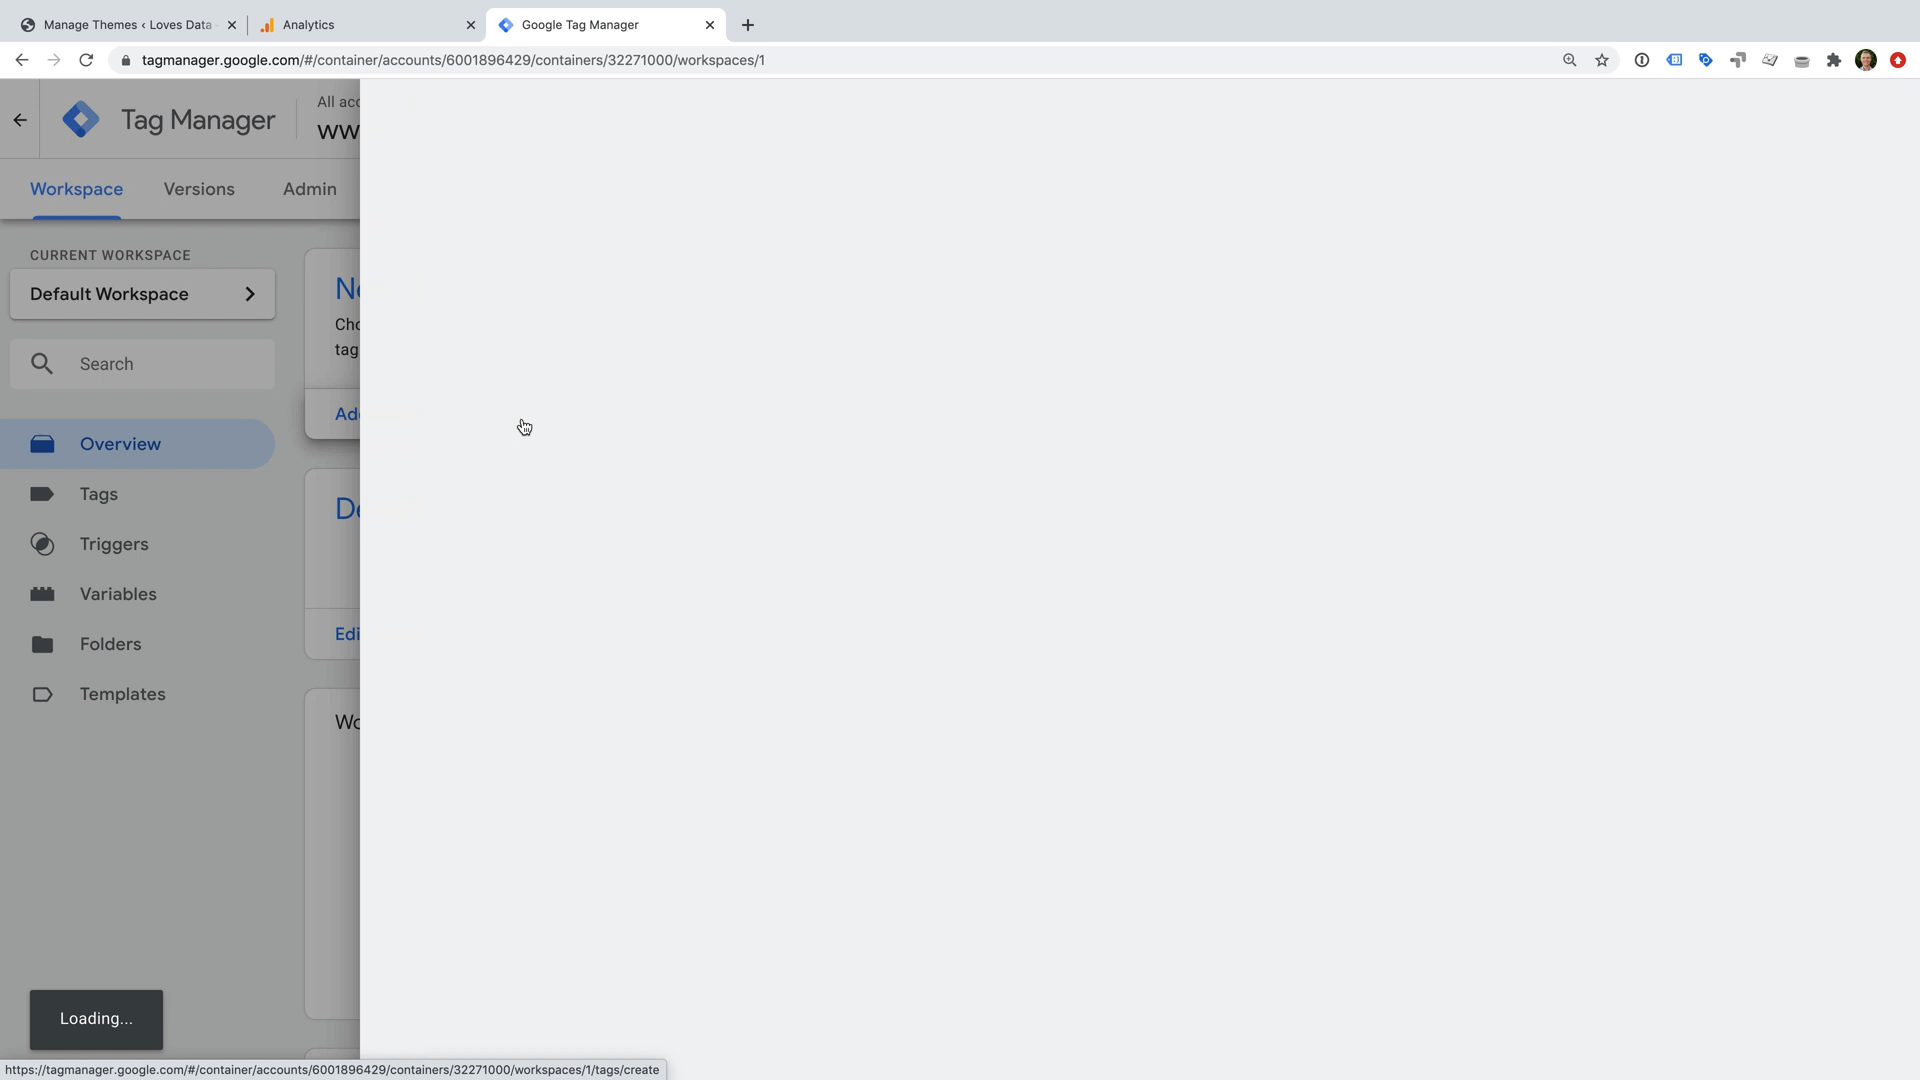 Manage Themes ‹ Loves Data
Analytics
Google Tag Manager
tagmanager.google.com/#/container/accounts/6001896429/containers/32271000/workspaces/1
Tag Manager
All acc
ww
Workspace
Versions
Admin
CURRENT WORKSPACE
Default Workspace
Search
Overview
Tags
Triggers
Variables
Folders
Templates
Ne
Cho
tag
Add
De
Edi
Wo
Loading...
https://tagmanager.google.com/#/container/accounts/6001896429/containers/32271000/workspaces/1/tags/create